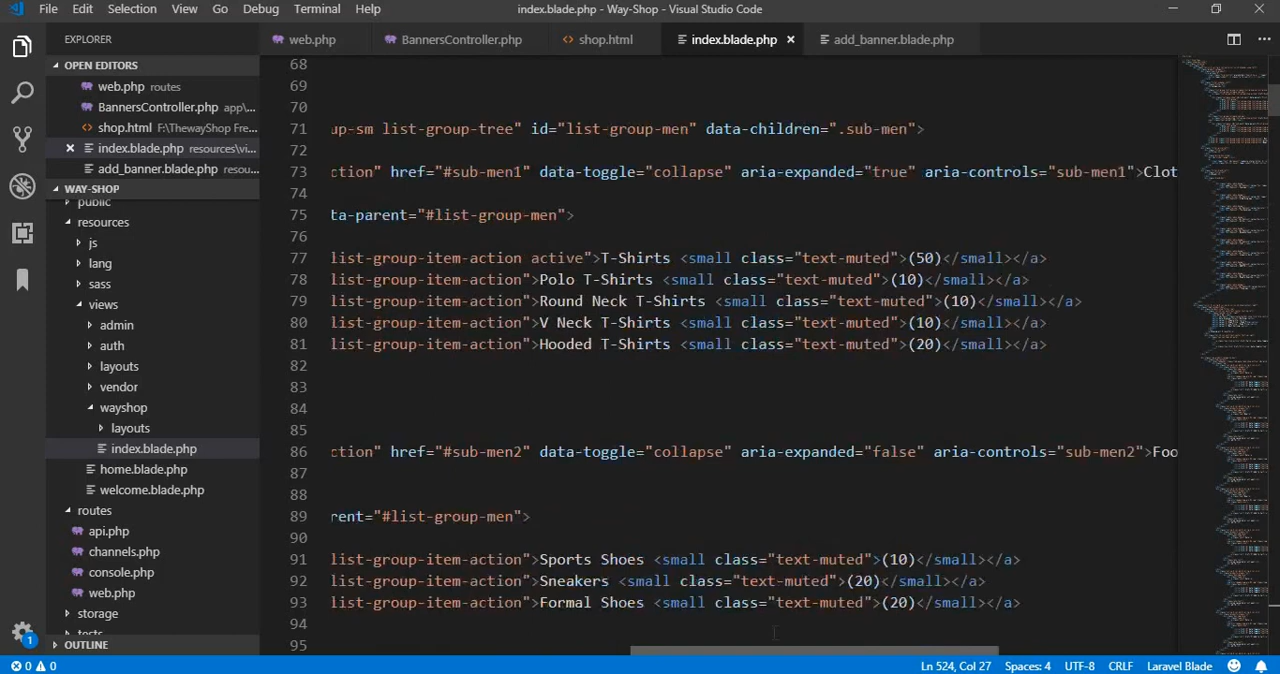 File Edit Selection View Go Debug Terminal Help index.blade.php - Way-Shop - Visual Studio Code
EXPLORER
OPEN EDITORS
web.php routes
BannersController.php app\...
shop.html F:\ThewayShop Fre...
index.blade.php resources\vi...
add_banner.blade.php resou...
WAY-SHOP
public
resources
js
lang
sass
views
admin
auth
layouts
vendor
wayshop
layouts
index.blade.php
home.blade.php
welcome.blade.php
routes
api.php
channels.php
console.php
web.php
storage
tests
OUTLINE
web.php BannersController.php shop.html index.blade.php add_banner.blade.php
68
69
70
71 up-sm list-group-tree" id="list-group-men" data-children=".sub-men">
72
73 ction" href="#sub-men1" data-toggle="collapse" aria-expanded="true" aria-controls="sub-men1">Clot
74
75 ta-parent="#list-group-men">
76
77 list-group-item-action active">T-Shirts <small class="text-muted">(50)</small></a>
78 list-group-item-action">Polo T-Shirts <small class="text-muted">(10)</small></a>
79 list-group-item-action">Round Neck T-Shirts <small class="text-muted">(10)</small></a>
80 list-group-item-action">V Neck T-Shirts <small class="text-muted">(10)</small></a>
81 list-group-item-action">Hooded T-Shirts <small class="text-muted">(20)</small></a>
82
83
84
85
86 ction" href="#sub-men2" data-toggle="collapse" aria-expanded="false" aria-controls="sub-men2">Foo
87
88
89 rent="#list-group-men">
90
91 list-group-item-action">Sports Shoes <small class="text-muted">(10)</small></a>
92 list-group-item-action">Sneakers <small class="text-muted">(20)</small></a>
93 list-group-item-action">Formal Shoes <small class="text-muted">(20)</small></a>
94
95
1
0 0 Ln 524, Col 27 Spaces: 4 UTF-8 CRLF Laravel Blade